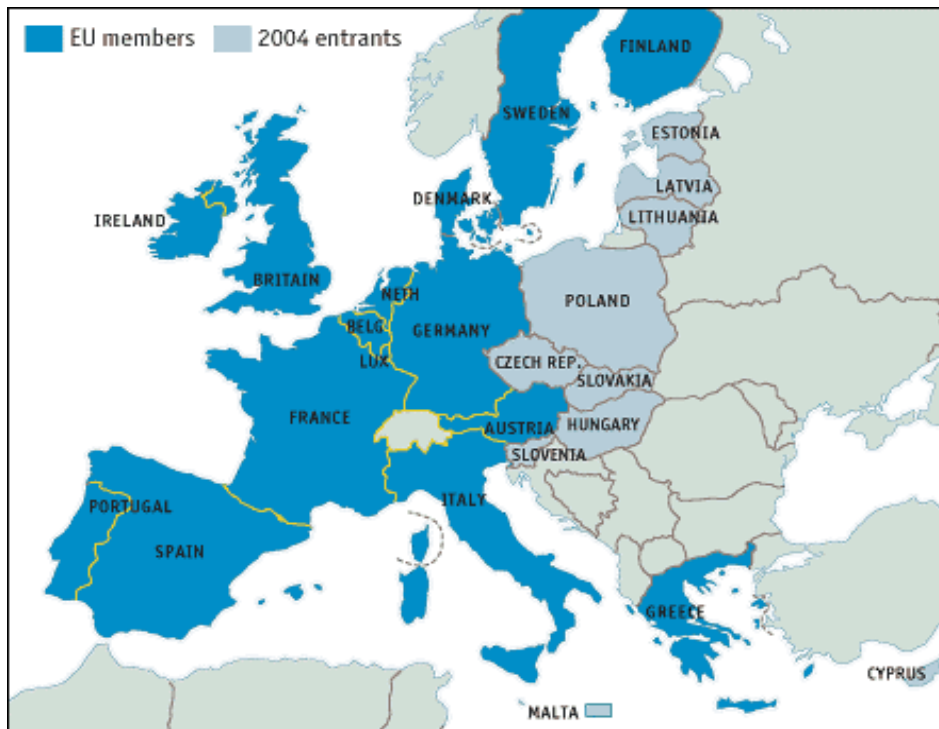 EU members
2004 entrants
FINLAND
SWEDEN
ESTONIA
LATVIA
DENMARK
LITHUANIA
IRELAND
BRITAIN
NETH
POLAND
BELG
GERMANY
LUX
CZECH REP.
SLOVAKIA
FRANCE
AUSTRIA
HUNGARY
SLOVENIA
ITALY
PORTUGAL
SPAIN
GREECE
CYPRUS
MALTA